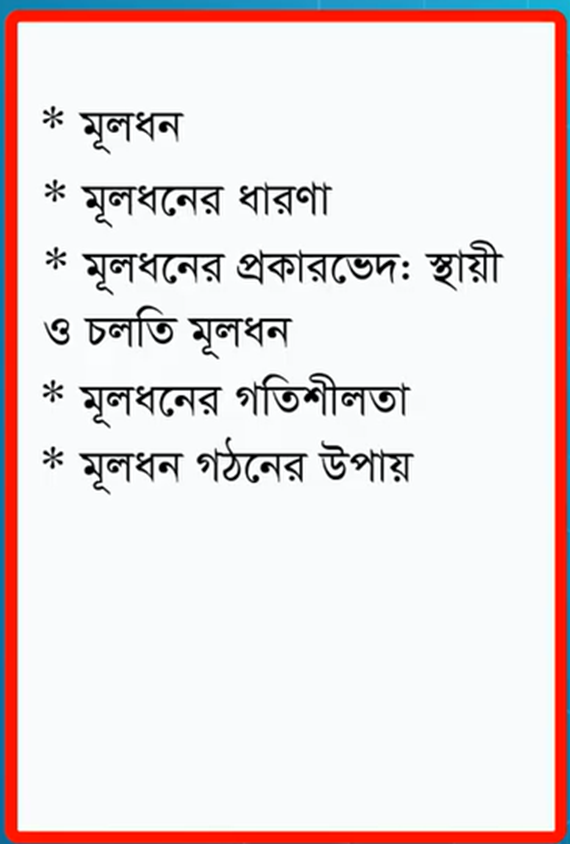 * মূলধন
* মূলধনের ধারণা
* মূলধনের প্রকারভেদ: স্থায়ী
ও চলতি মূলধন
* মূলধনের গতিশীলতা
* মূলধন গঠনের উপায়